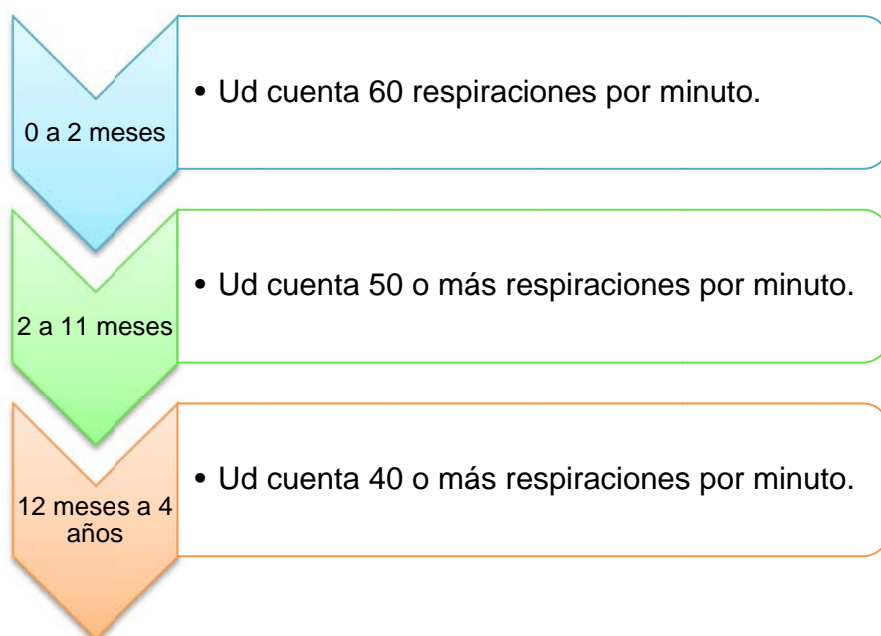 0 a 2 meses
• Ud cuenta 60 respiraciones por minuto.
2 a 11 meses
• Ud cuenta 50 o más respiraciones por minuto.
12 meses a 4
años
• Ud cuenta 40 o más respiraciones por minuto.